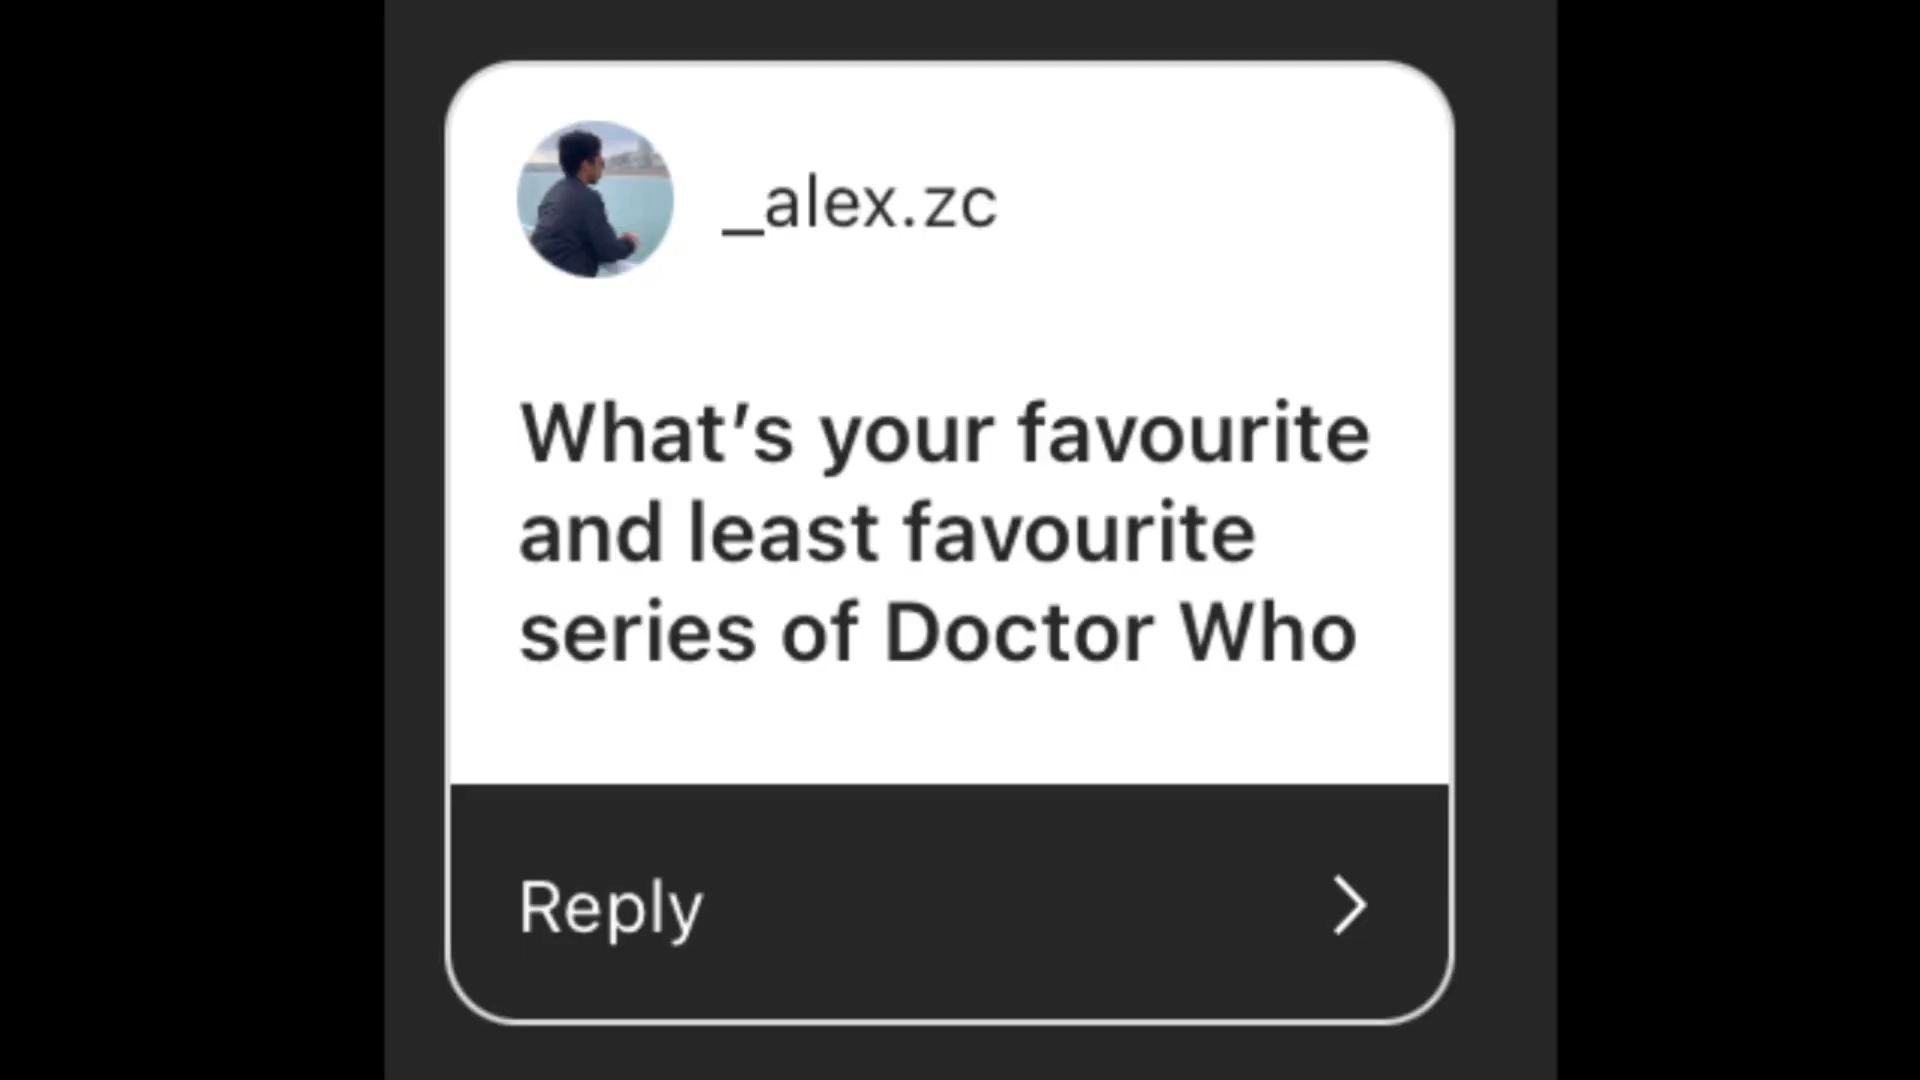 _alex.zc
What’s your favourite
and least favourite
series of Doctor Who
Reply